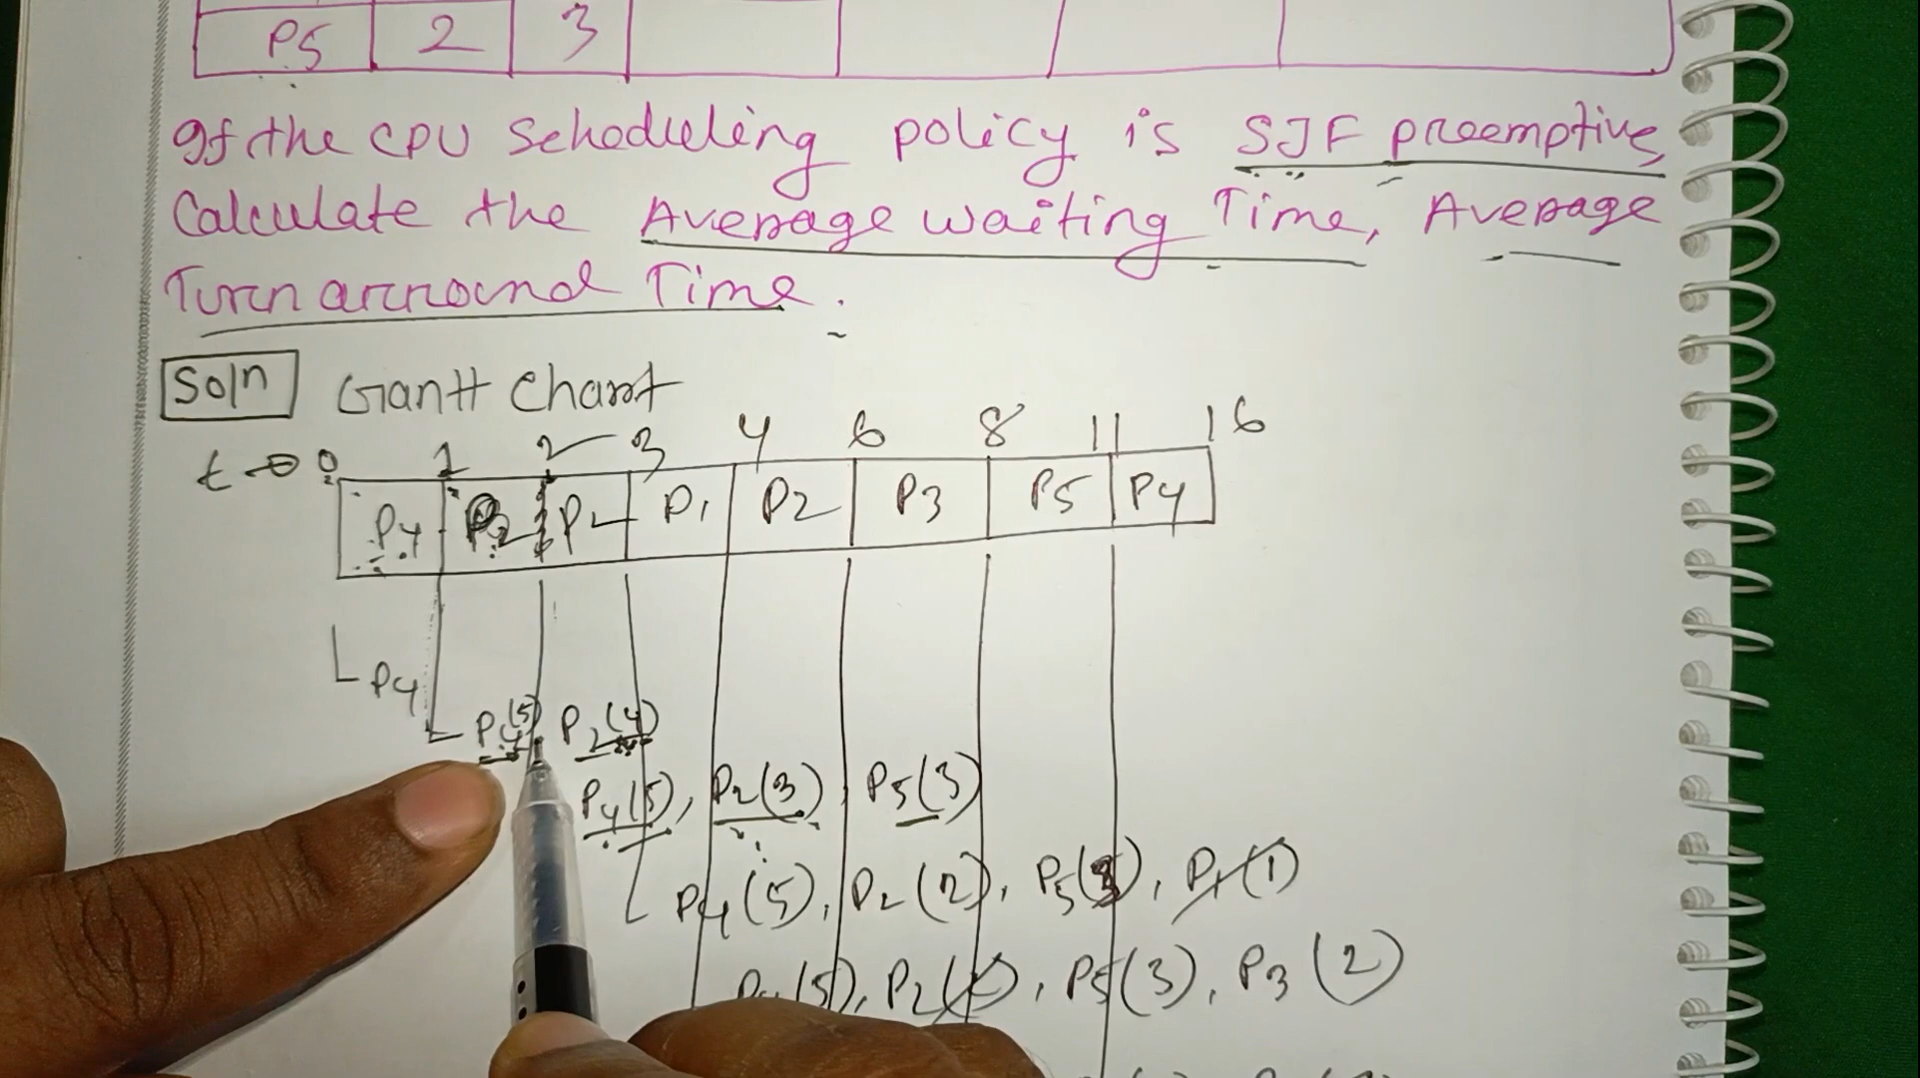 P5 2 3
If the CPU Scheduling policy is SJF preemptive,
Calculate the Average waiting Time, Average
Turn arround Time.
Soln Gantt Chart
t → 0 1 2 3 4 6 8 11 16
P4 P2 P2 P1 P2 P3 P5 P4
P4
P4(5) P2(4)
P4(5), P2(3) P5(3)
P4(5), P2(2), P5(3), P1(1)
P4(5), P2( ), P5(3), P3(2)